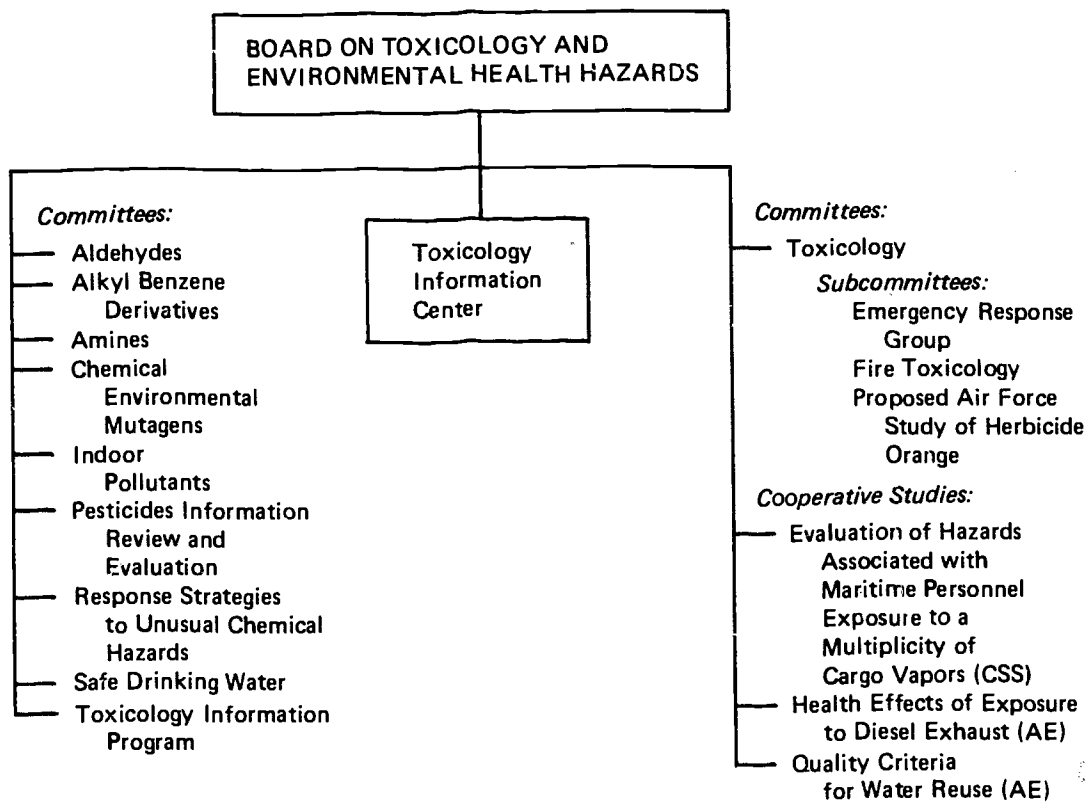 BOARD ON TOXICOLOGY AND
ENVIRONMENTAL HEALTH HAZARDS
Committees:
Aldehydes
Alkyl Benzene
Derivatives
Amines
Chemical
Environmental
Mutagens
Indoor
Pollutants
Pesticides Information
Review and
Evaluation
Response Strategies
to Unusual Chemical
Hazards
Safe Drinking Water
Toxicology Information
Program
Toxicology
Information
Center
Committees:
Toxicology
Subcommittees:
Emergency Response
Group
Fire Toxicology
Proposed Air Force
Study of Herbicide
Orange
Cooperative Studies:
Evaluation of Hazards
Associated with
Maritime Personnel
Exposure to a
Multiplicity of
Cargo Vapors (CSS)
Health Effects of Exposure
to Diesel Exhaust (AE)
Quality Criteria
for Water Reuse (AE)